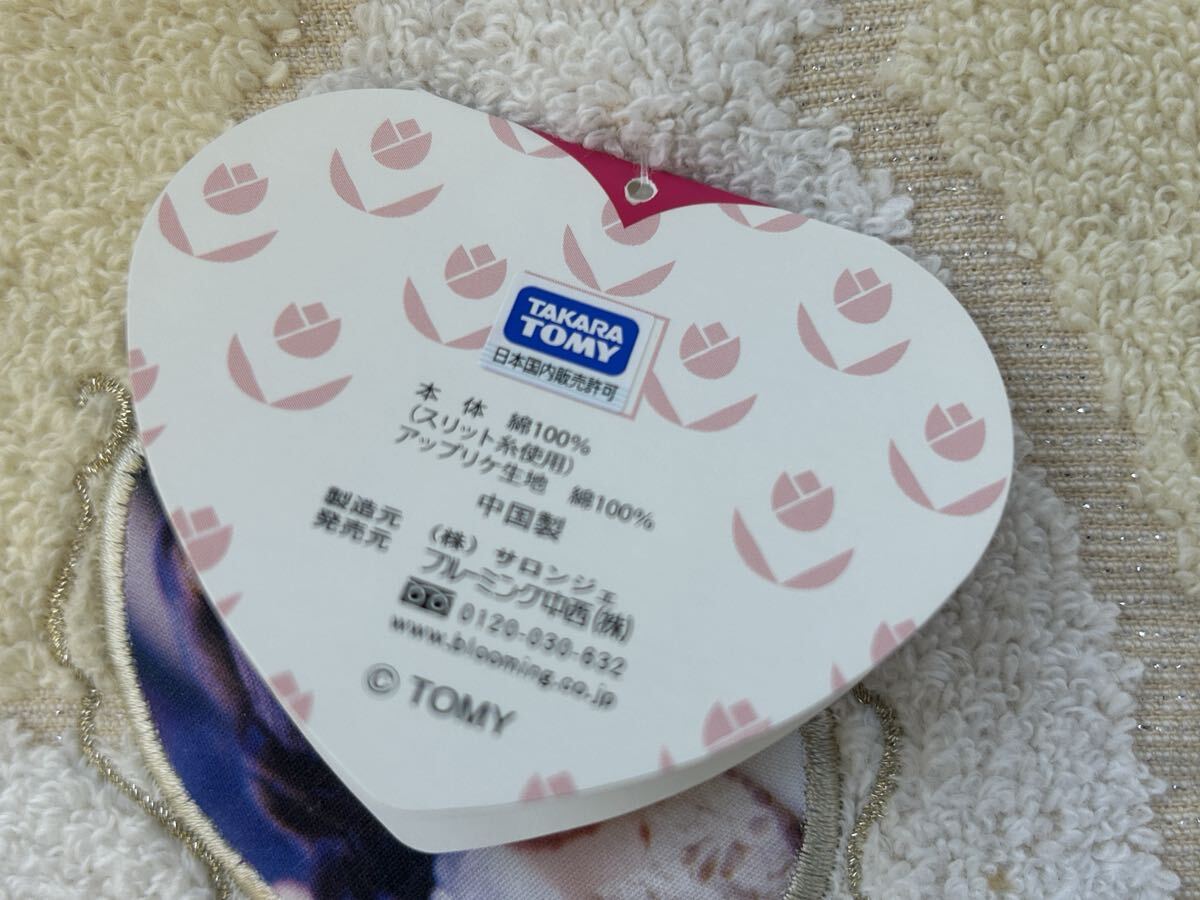 TAKARA
TOMY
日本国内販売許可
本 体 綿100%
(スリット糸使用)
アップリケ生地 綿100%
中国製
製造元 (株) サロンジェ
発売元 ブルーミング中西(株)
0120-030-632
www.blooming.co.jp
© TOMY